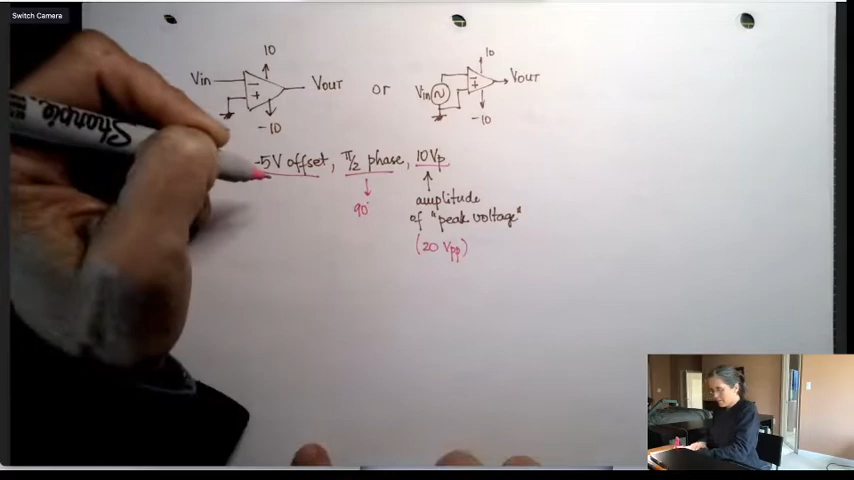 Switch Camera
10
10
Vin
VOUT
or
Vin
VOUT
-10
-10
Sharpie
-5V offset, π/2 phase, 10Vp
90°
amplitude
of "peak voltage"
(20 Vpp)